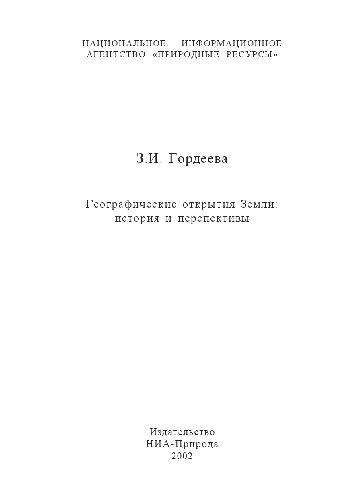 НАЦИОНАЛЬНОЕ ИНФОРМАЦИОННОЕ
АГЕНТСТВО «ПРИРОДНЫЕ РЕСУРСЫ»
З.И. Гордеева
Географические открытия Земли:
история и перспективы
Издательство
НИА-Природа
2002